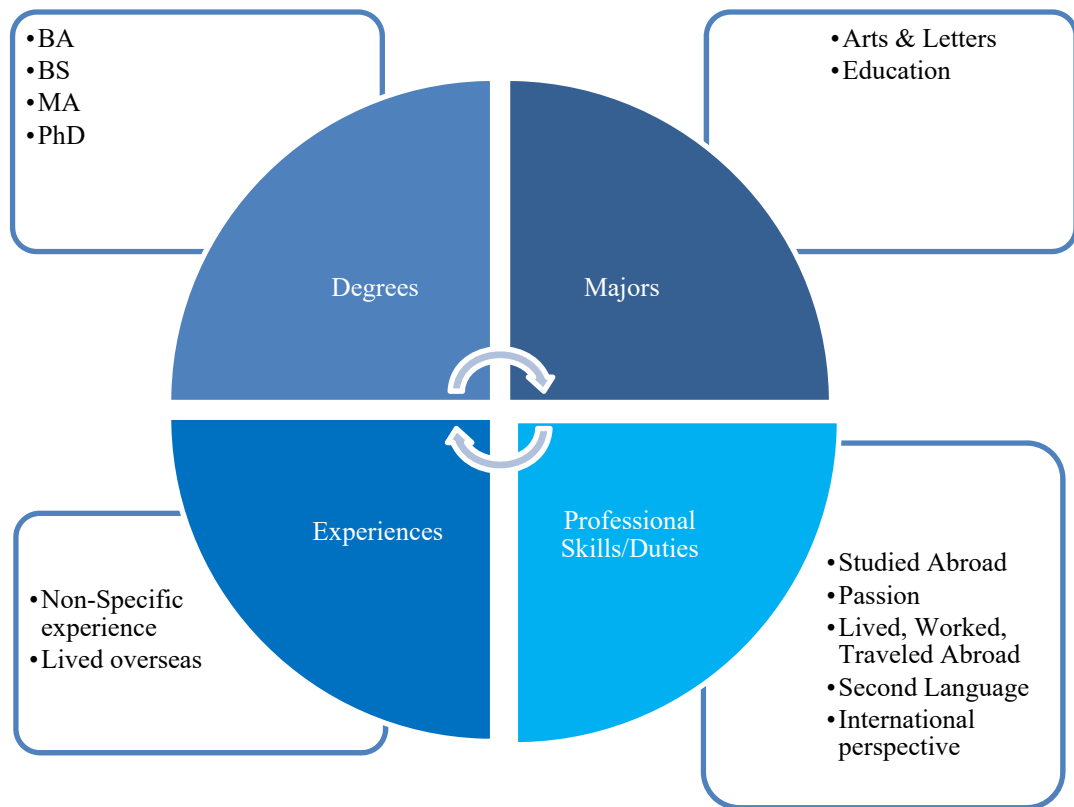 •BA
•BS
•MA
•PhD
•Arts & Letters
•Education
Degrees
Majors
Experiences
Professional
Skills/Duties
•Non-Specific
experience
•Lived overseas
•Studied Abroad
•Passion
•Lived, Worked,
Traveled Abroad
•Second Language
•International
perspective